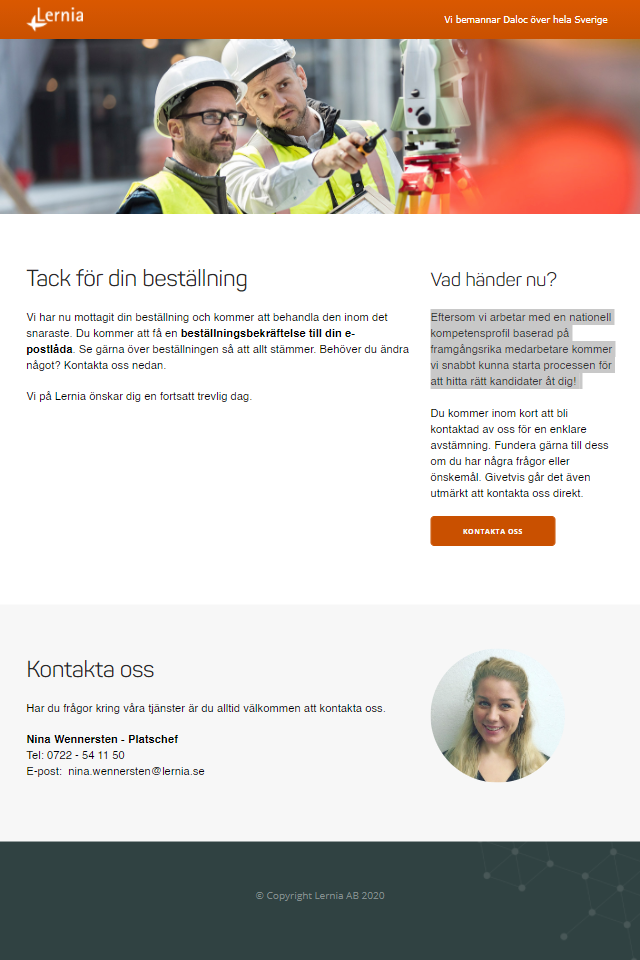 Lernia
Vi bemannar Daloc över hela Sverige
Tack för din beställning
Vi har nu mottagit din beställning och kommer att behandla den inom det
snaraste. Du kommer att få en beställningsbekräftelse till din e-
postlåda. Se gärna över beställningen så att allt stämmer. Behöver du ändra
något? Kontakta oss nedan.
Vi på Lernia önskar dig en fortsatt trevlig dag.
Vad händer nu?
Eftersom vi arbetar med en nationell
kompetensprofil baserad på
framgångsrika medarbetare kommer
vi snabbt kunna starta processen för
att hitta rätt kandidater åt dig!
Du kommer inom kort att bli
kontaktad av oss för en enklare
avstämning. Fundera gärna till dess
om du har några frågor eller
önskemål. Givetvis går det även
utmärkt att kontakta oss direkt.
KONTAKTA OSS
Kontakta oss
Har du frågor kring våra tjänster är du alltid välkommen att kontakta oss.
Nina Wennersten - Platschef
Tel: 0722 - 54 11 50
E-post:  nina.wennersten@lernia.se
© Copyright Lernia AB 2020